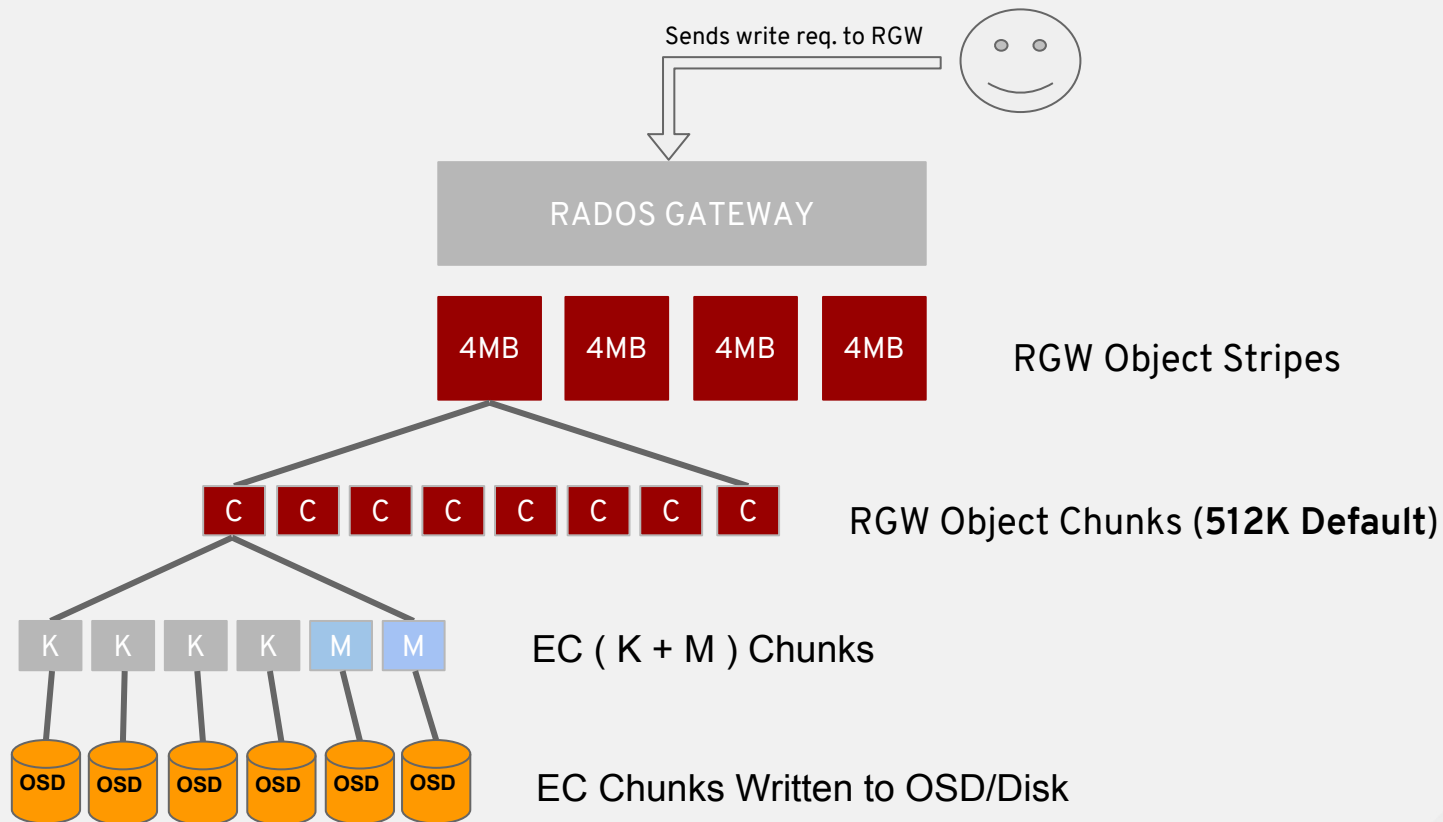 Sends write req. to RGW
RADOS GATEWAY
4MB 4MB 4MB 4MB
RGW Object Stripes
C C C C C C C C
RGW Object Chunks (512K Default)
K K K K M M
EC ( K + M ) Chunks
OSD OSD OSD OSD OSD OSD
EC Chunks Written to OSD/Disk